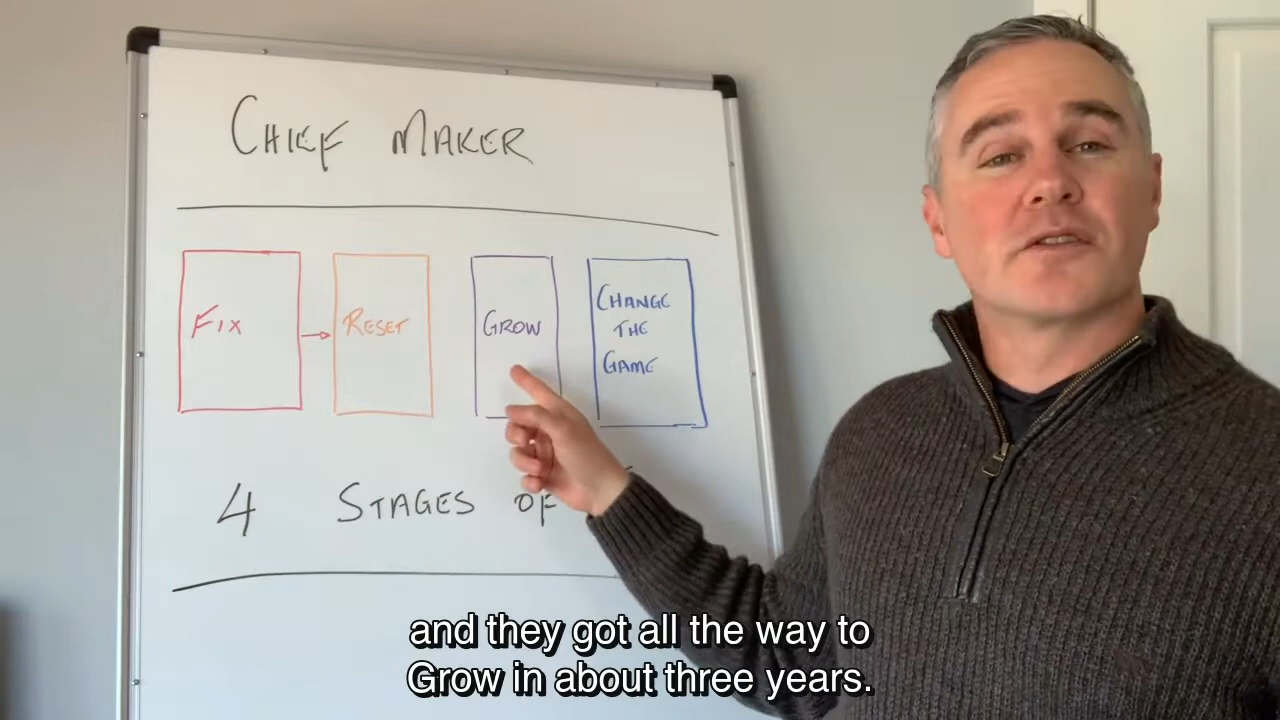 CHIEF MAKER
FIX
RESET
GROW
CHANGE
THE
GAME
4 STAGES OF
and they got all the way to
Grow in about three years.